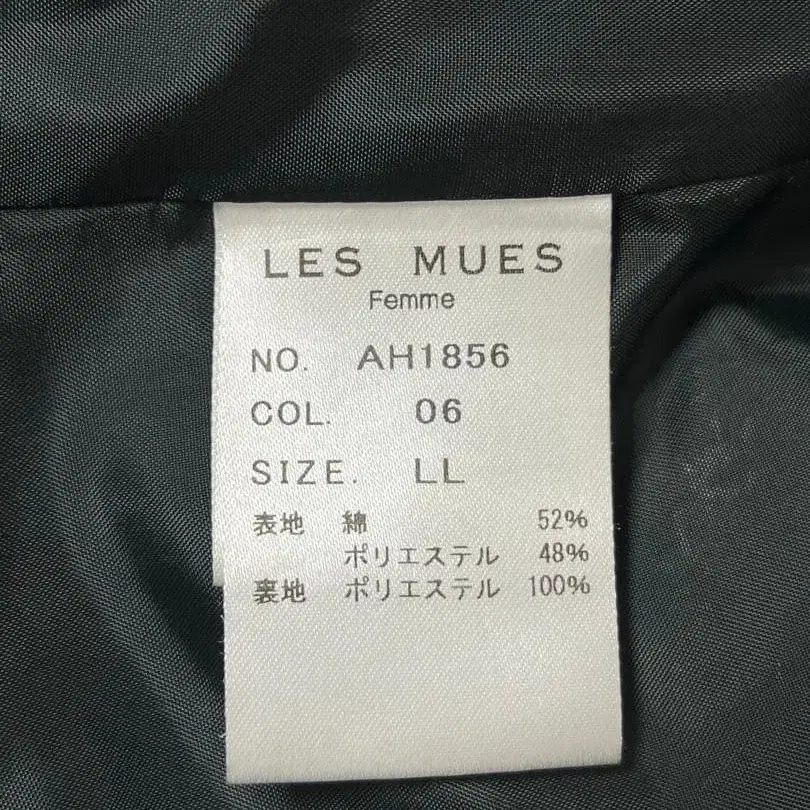 LES MUES
Femme
NO. AH1856
COL. 06
SIZE. LL
表地 綿 52%
ポリエステル 48%
裏地 ポリエステル 100%